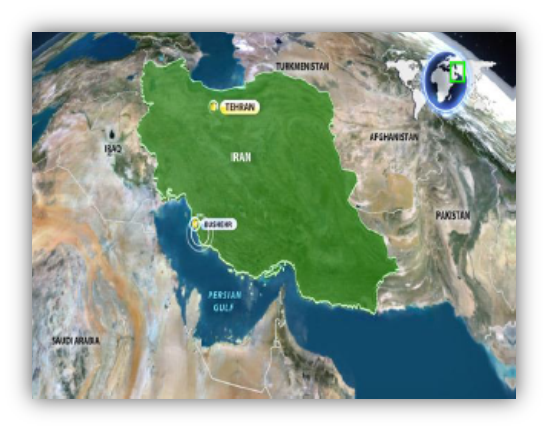 TURKMENISTAN
TEHRAN
AFGHANISTAN
IRAQ
IRAN
PAKISTAN
BUSHEHR
PERSIAN
GULF
SAUDI ARABIA